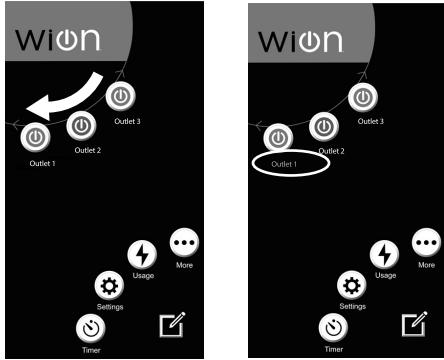 WiOn
Outlet 3
Outlet 2
Outlet 1
More
Usage
Settings
Timer
WiOn
Outlet 3
Outlet 2
Outlet 1
More
Usage
Settings
Timer